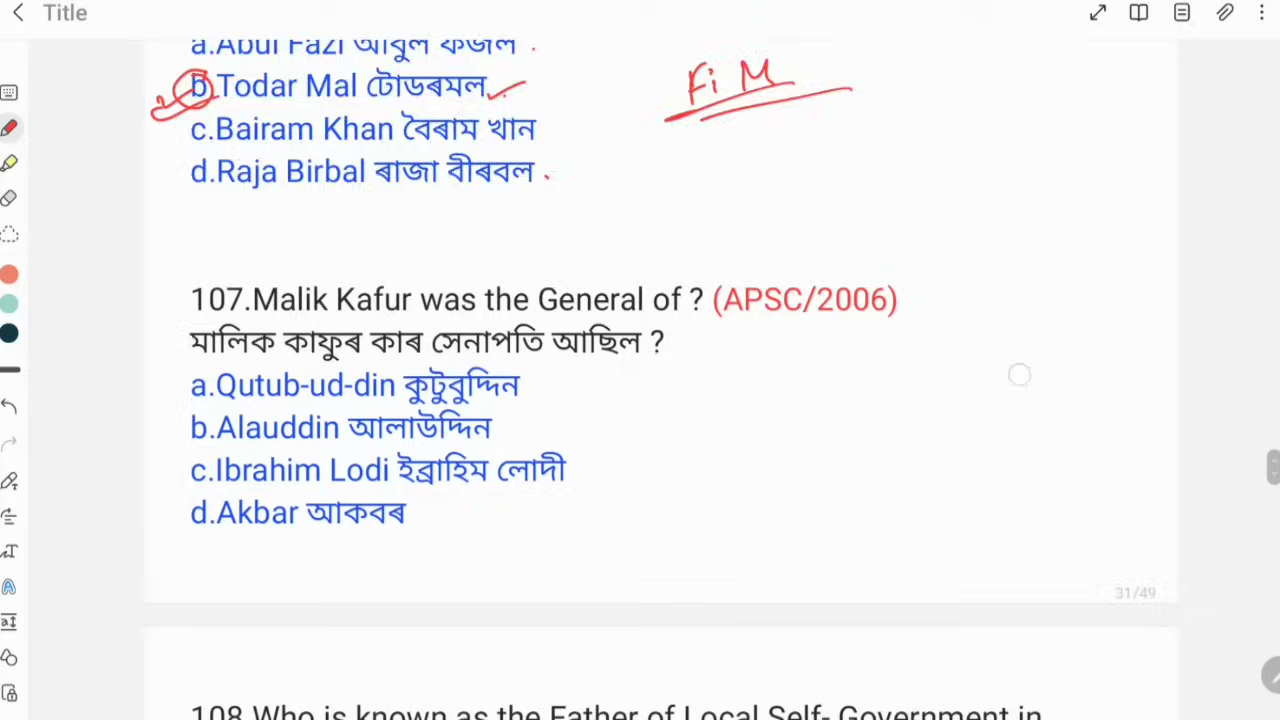 Title
a.Abul Fazl আবুল ফজল
b.Todar Mal টোডৰমল
Fi M
c.Bairam Khan বৈৰাম খান
d.Raja Birbal ৰাজা বীৰবল
107.Malik Kafur was the General of ? (APSC/2006)
মালিক কাফুৰ কাৰ সেনাপতি আছিল ?
a.Qutub-ud-din কুটুবুদ্দিন
b.Alauddin আলাউদ্দিন
c.Ibrahim Lodi ইব্ৰাহিম লোদী
d.Akbar আকবৰ
31/49
108.Who is known as the Father of Local Self- Government in